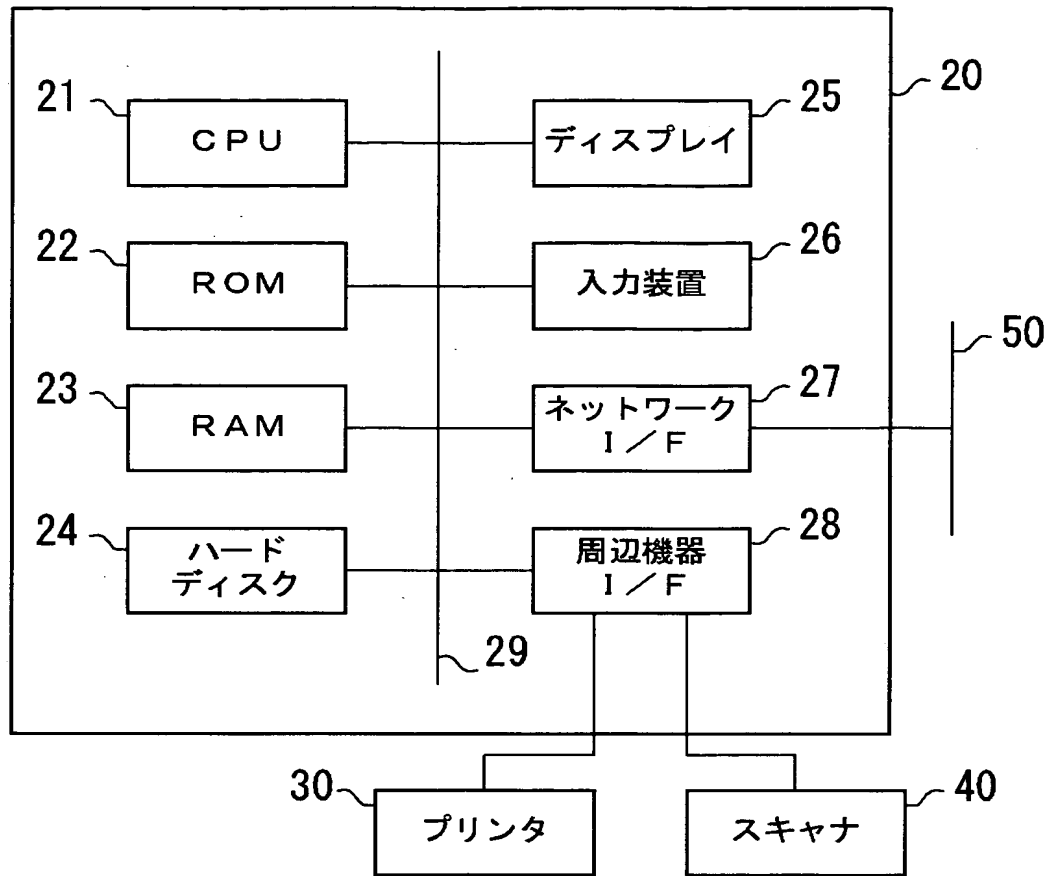 20
21
CPU
25
ディスプレイ
22
ROM
26
入力装置
50
23
RAM
27
ネットワーク
I/F
24
ハード
ディスク
28
周辺機器
I/F
29
30
プリンタ
40
スキャナ